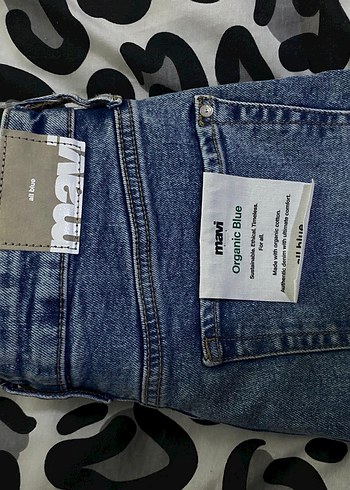 mavi
all blue
mavi
Organic Blue
Sustainable. Ethical. Timeless.
For all.
Made with organic cotton.
Authentic denim with ultimate comfort.
all blue